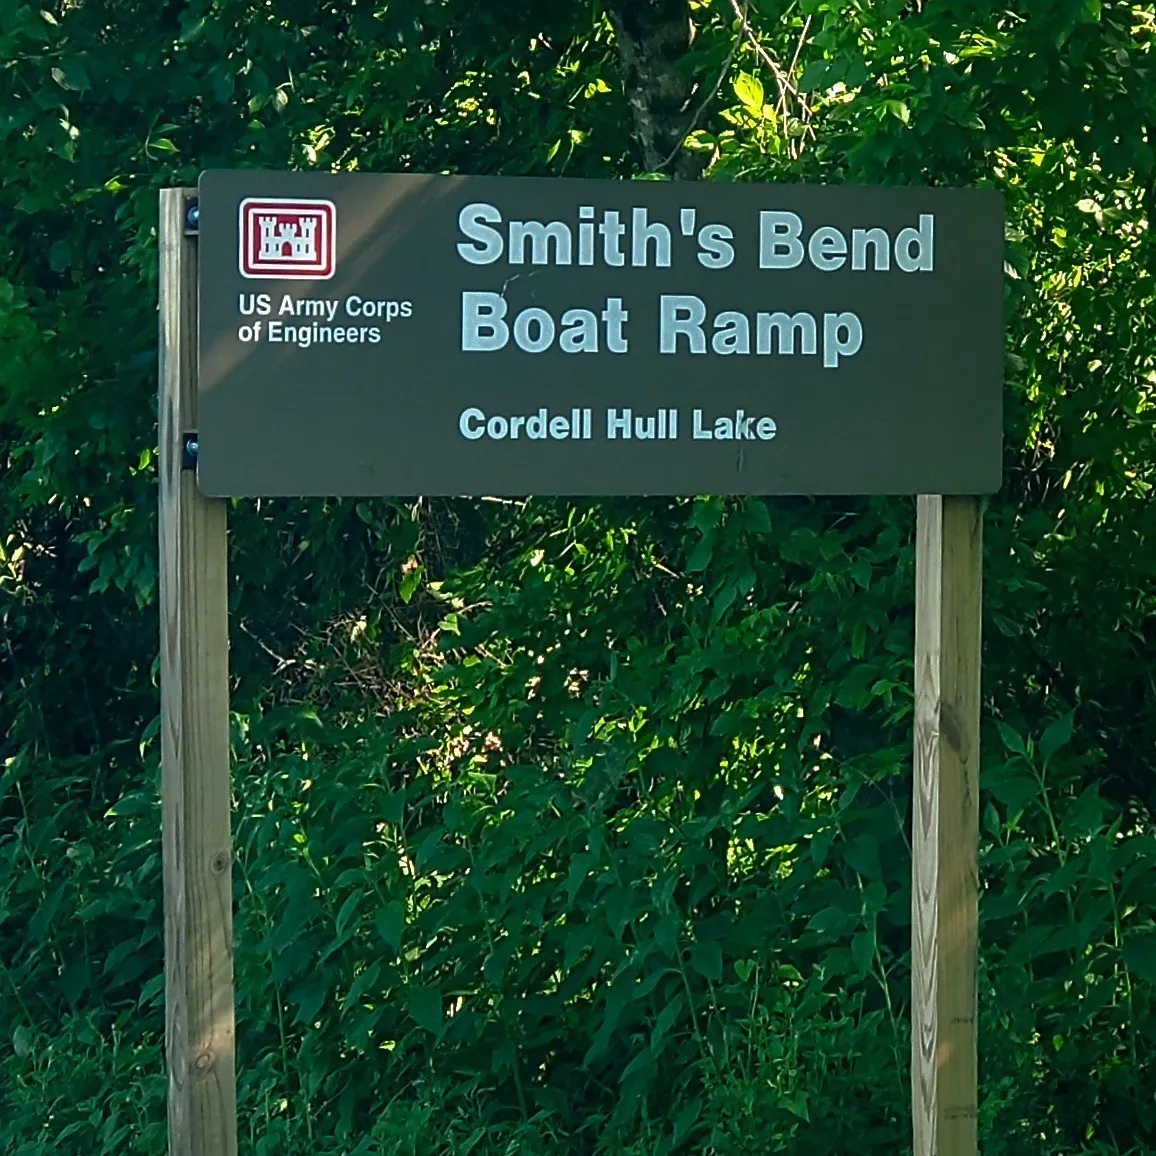 US Army Corps
of Engineers
Smith's Bend
Boat Ramp
Cordell Hull Lake